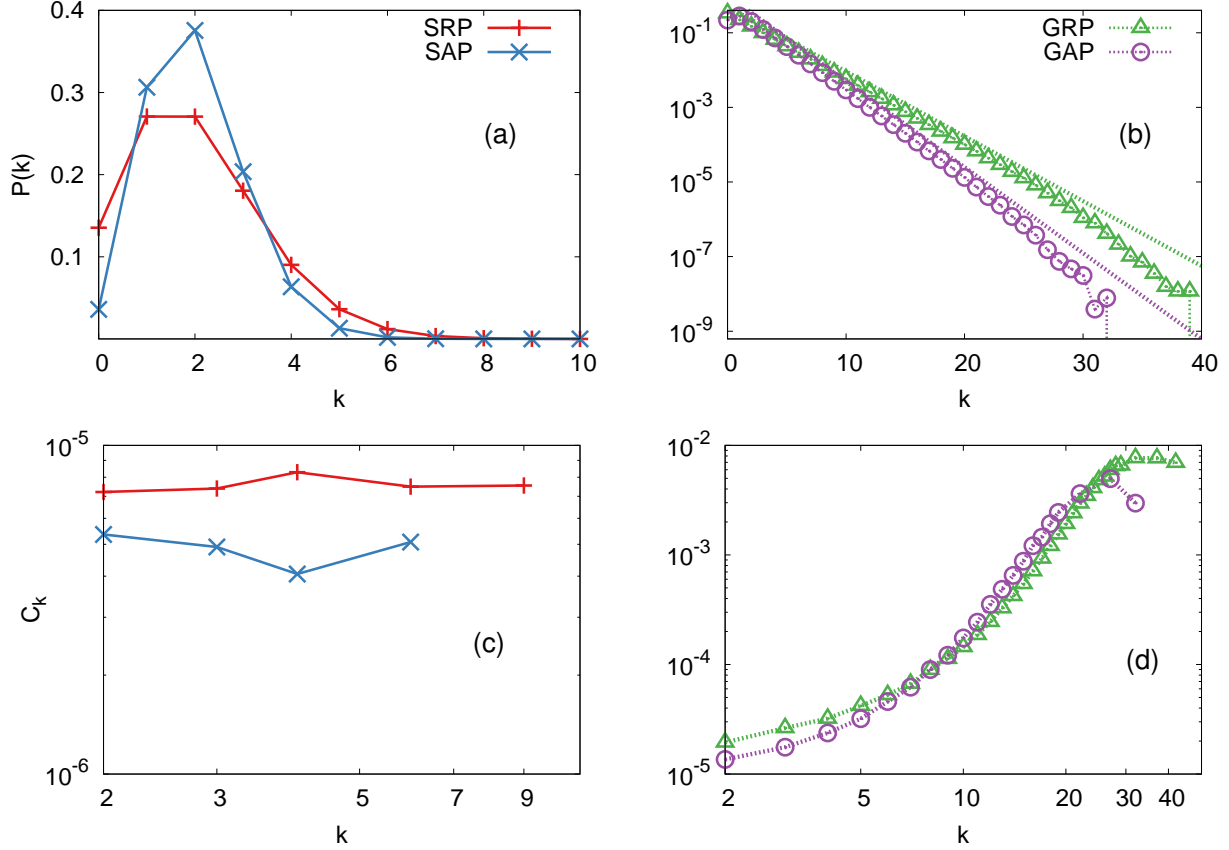 0.4
0.3
0.2
0.1
P(k)
SRP
SAP
(a)
0 2 4 6 8 10
k
10^-1
10^-3
10^-5
10^-7
10^-9
GRP
GAP
(b)
0 10 20 30 40
k
10^-5
10^-6
C_k
(c)
2 3 5 7 9
k
10^-2
10^-3
10^-4
10^-5
(d)
2 5 10 20 30 40
k